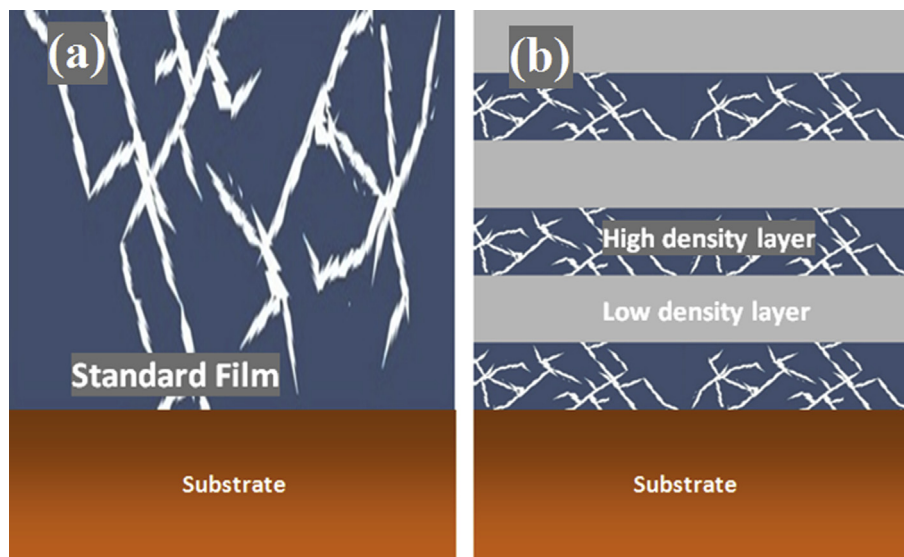 (a)
Standard Film
Substrate
(b)
High density layer
Low density layer
Substrate